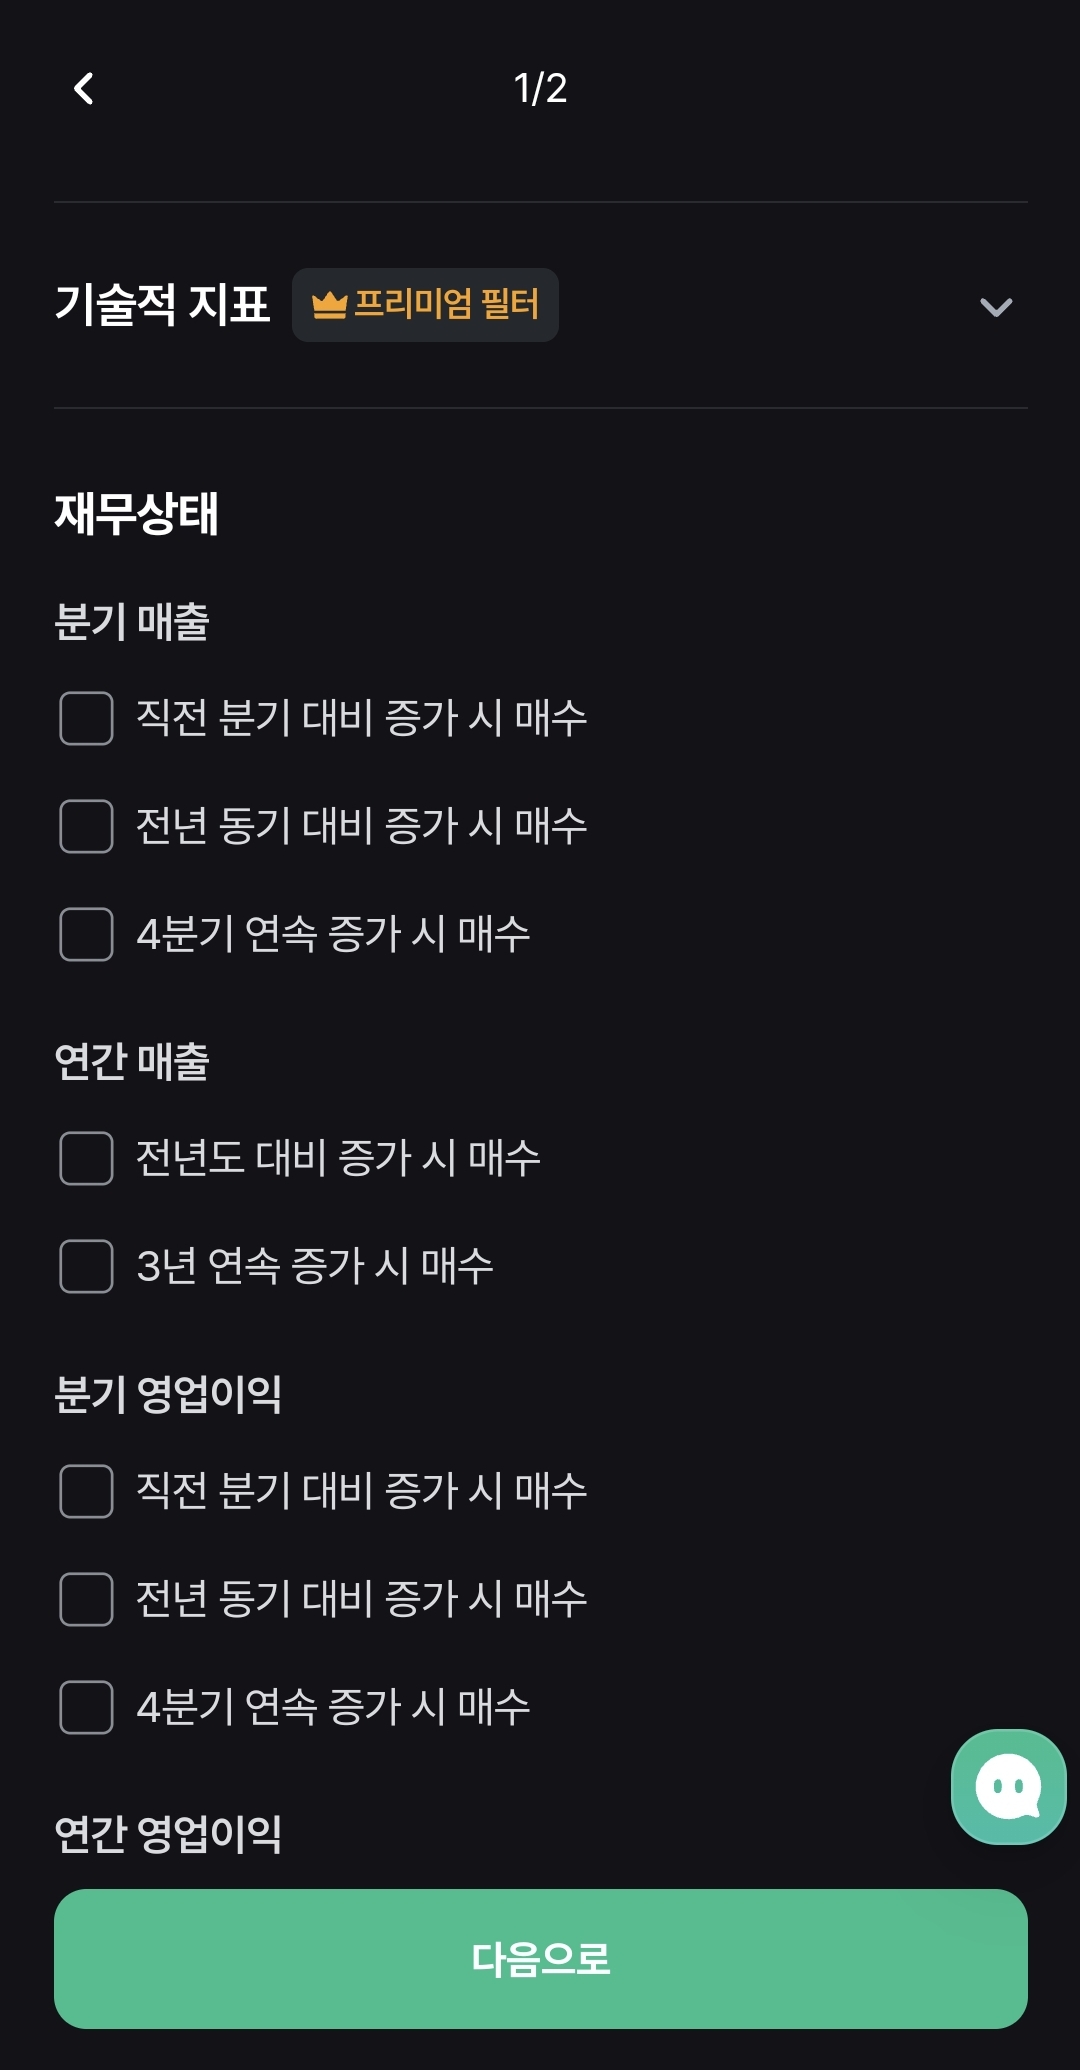 1/2
기술적 지표 프리미엄 필터
재무상태
분기 매출
직전 분기 대비 증가 시 매수
전년 동기 대비 증가 시 매수
4분기 연속 증가 시 매수
연간 매출
전년도 대비 증가 시 매수
3년 연속 증가 시 매수
분기 영업이익
직전 분기 대비 증가 시 매수
전년 동기 대비 증가 시 매수
4분기 연속 증가 시 매수
연간 영업이익
다음으로